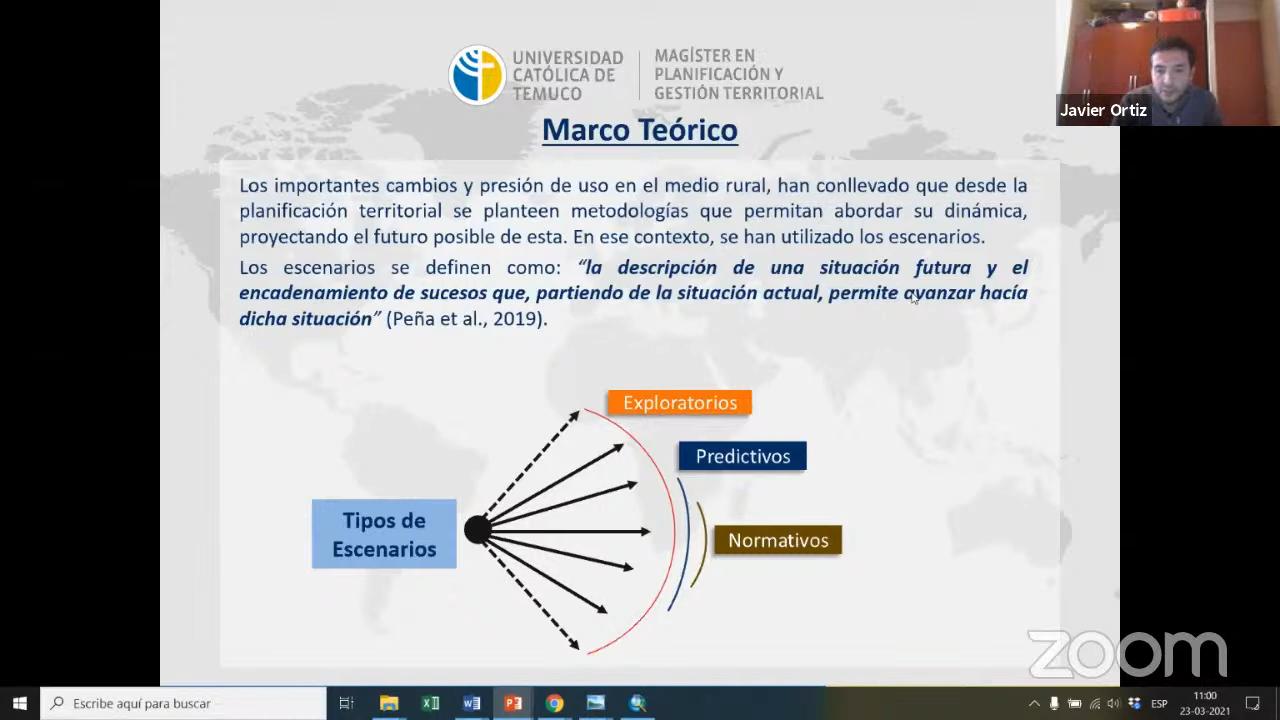 UNIVERSIDAD
CATÓLICA DE
TEMUCO
MAGÍSTER EN
PLANIFICACIÓN Y
GESTIÓN TERRITORIAL
Javier Ortiz
Marco Teórico
Los importantes cambios y presión de uso en el medio rural, han conllevado que desde la
planificación territorial se planteen metodologías que permitan abordar su dinámica,
proyectando el futuro posible de esta. En ese contexto, se han utilizado los escenarios.
Los escenarios se definen como: “la descripción de una situación futura y el
encadenamiento de sucesos que, partiendo de la situación actual, permite avanzar hacía
dicha situación” (Peña et al., 2019).
Exploratorios
Predictivos
Tipos de
Escenarios
Normativos
zoom
Escribe aquí para buscar
ESP
11:00
23-03-2021